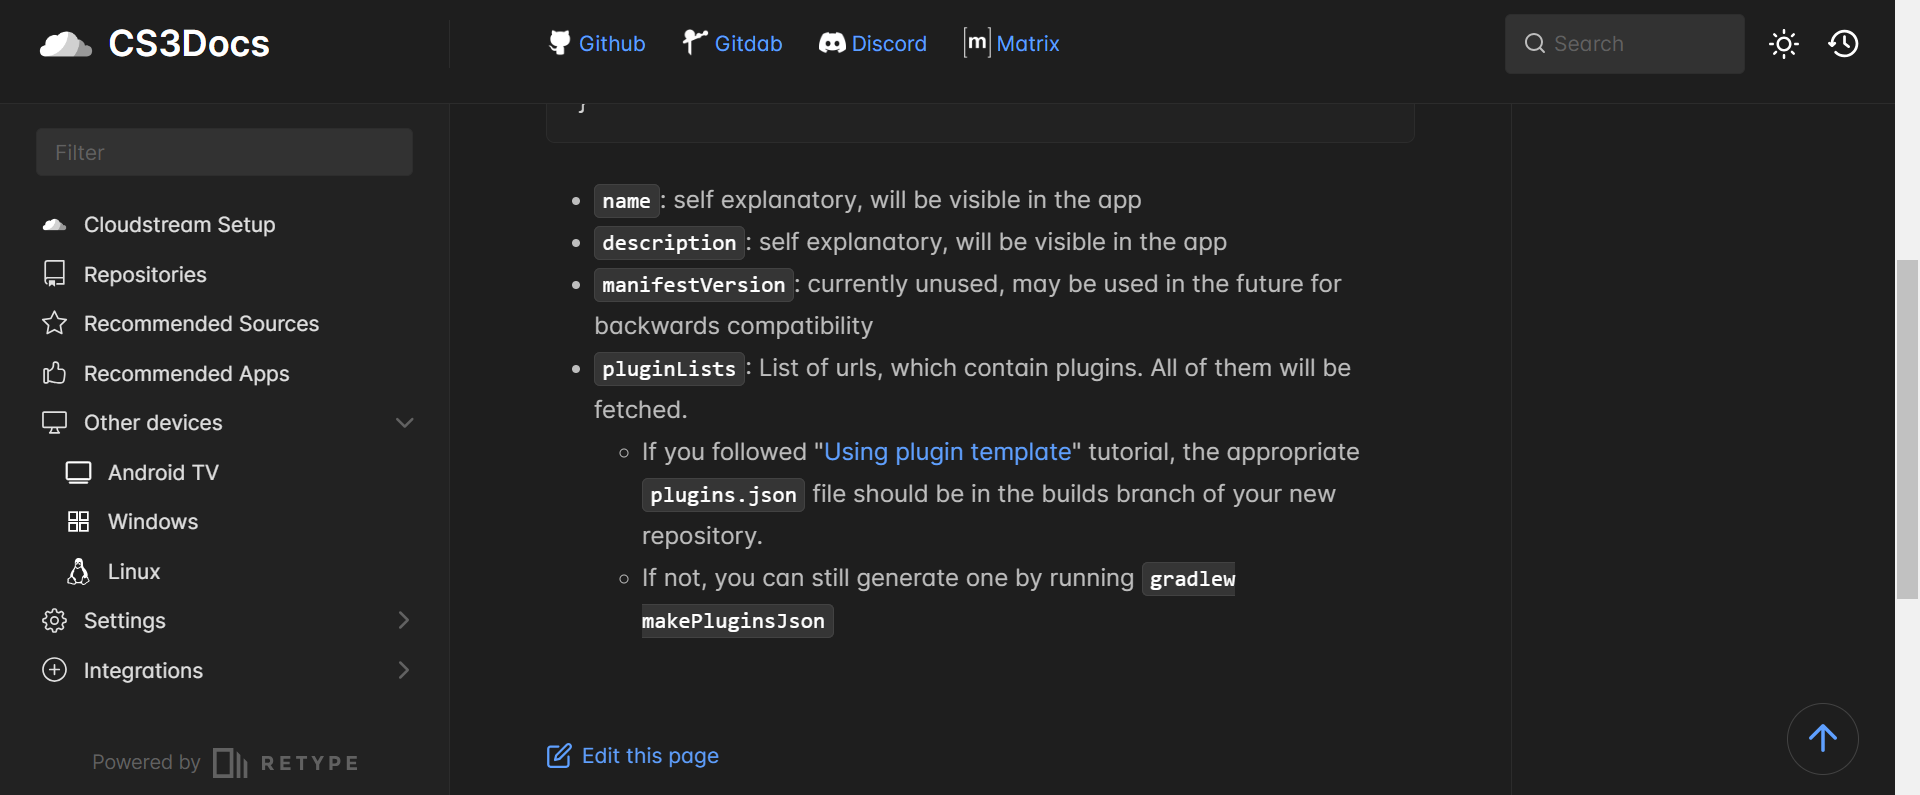 CS3Docs
Github
Gitdab
Discord
[m] Matrix
Search
Filter
Cloudstream Setup
Repositories
Recommended Sources
Recommended Apps
Other devices
Android TV
Windows
Linux
Settings
Integrations
Powered by RETYPE
}
name: self explanatory, will be visible in the app
description: self explanatory, will be visible in the app
manifestVersion: currently unused, may be used in the future for
backwards compatibility
pluginLists: List of urls, which contain plugins. All of them will be
fetched.
If you followed "Using plugin template" tutorial, the appropriate
plugins.json file should be in the builds branch of your new
repository.
If not, you can still generate one by running gradlew
makePluginsJson
Edit this page